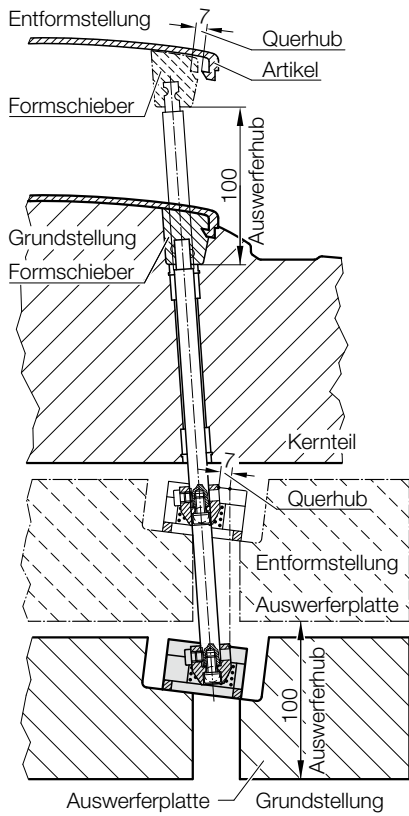 Entformstellung
7
Querhub
Artikel
Formschieber
100
Auswerferhub
Grundstellung
Formschieber
Kernteil
7
Querhub
Entformstellung
Auswerferplatte
100
Auswerferhub
Auswerferplatte
Grundstellung